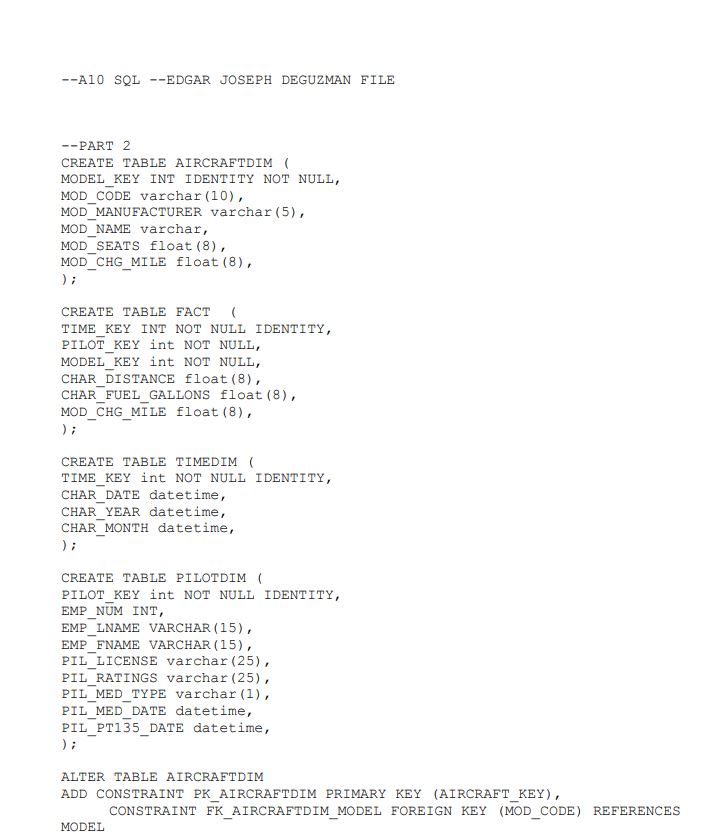 --A10 SQL --EDGAR JOSEPH DEGUZMAN FILE
--PART 2
CREATE TABLE AIRCRAFTDIM (
MODEL_KEY INT IDENTITY NOT NULL,
MOD_CODE varchar(10),
MOD_MANUFACTURER varchar(5),
MOD_NAME varchar,
MOD_SEATS float(8),
MOD_CHG_MILE float(8),
);
CREATE TABLE FACT  (
TIME_KEY INT NOT NULL IDENTITY,
PILOT_KEY int NOT NULL,
MODEL_KEY int NOT NULL,
CHAR_DISTANCE float(8),
CHAR_FUEL_GALLONS float(8),
MOD_CHG_MILE float(8),
);
CREATE TABLE TIMEDIM (
TIME_KEY int NOT NULL IDENTITY,
CHAR_DATE datetime,
CHAR_YEAR datetime,
CHAR_MONTH datetime,
);
CREATE TABLE PILOTDIM (
PILOT_KEY int NOT NULL IDENTITY,
EMP_NUM INT,
EMP_LNAME VARCHAR(15),
EMP_FNAME VARCHAR(15),
PIL_LICENSE varchar(25),
PIL_RATINGS varchar(25),
PIL_MED_TYPE varchar(1),
PIL_MED_DATE datetime,
PIL_PT135_DATE datetime,
);
ALTER TABLE AIRCRAFTDIM
ADD CONSTRAINT PK_AIRCRAFTDIM PRIMARY KEY (AIRCRAFT_KEY),
CONSTRAINT FK_AIRCRAFTDIM_MODEL FOREIGN KEY (MOD_CODE) REFERENCES
MODEL